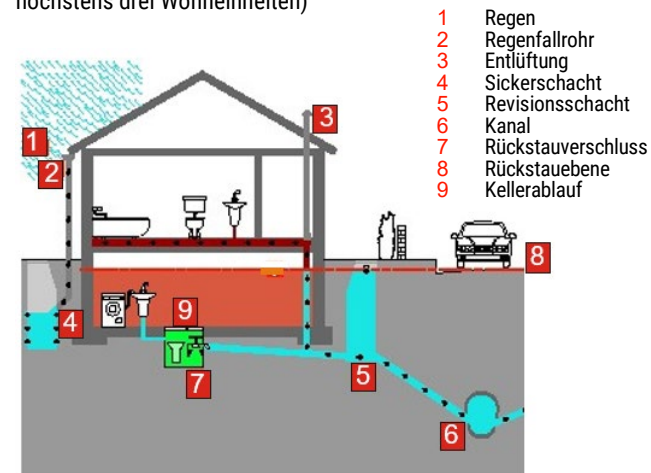 höchstens drei Wohneinheiten)
1 Regen
2 Regenfallrohr
3 Entlüftung
4 Sickerschacht
5 Revisionsschacht
6 Kanal
7 Rückstauverschluss
8 Rückstauebene
9 Kellerablauf
3
1
2
8
9
4
7
5
6